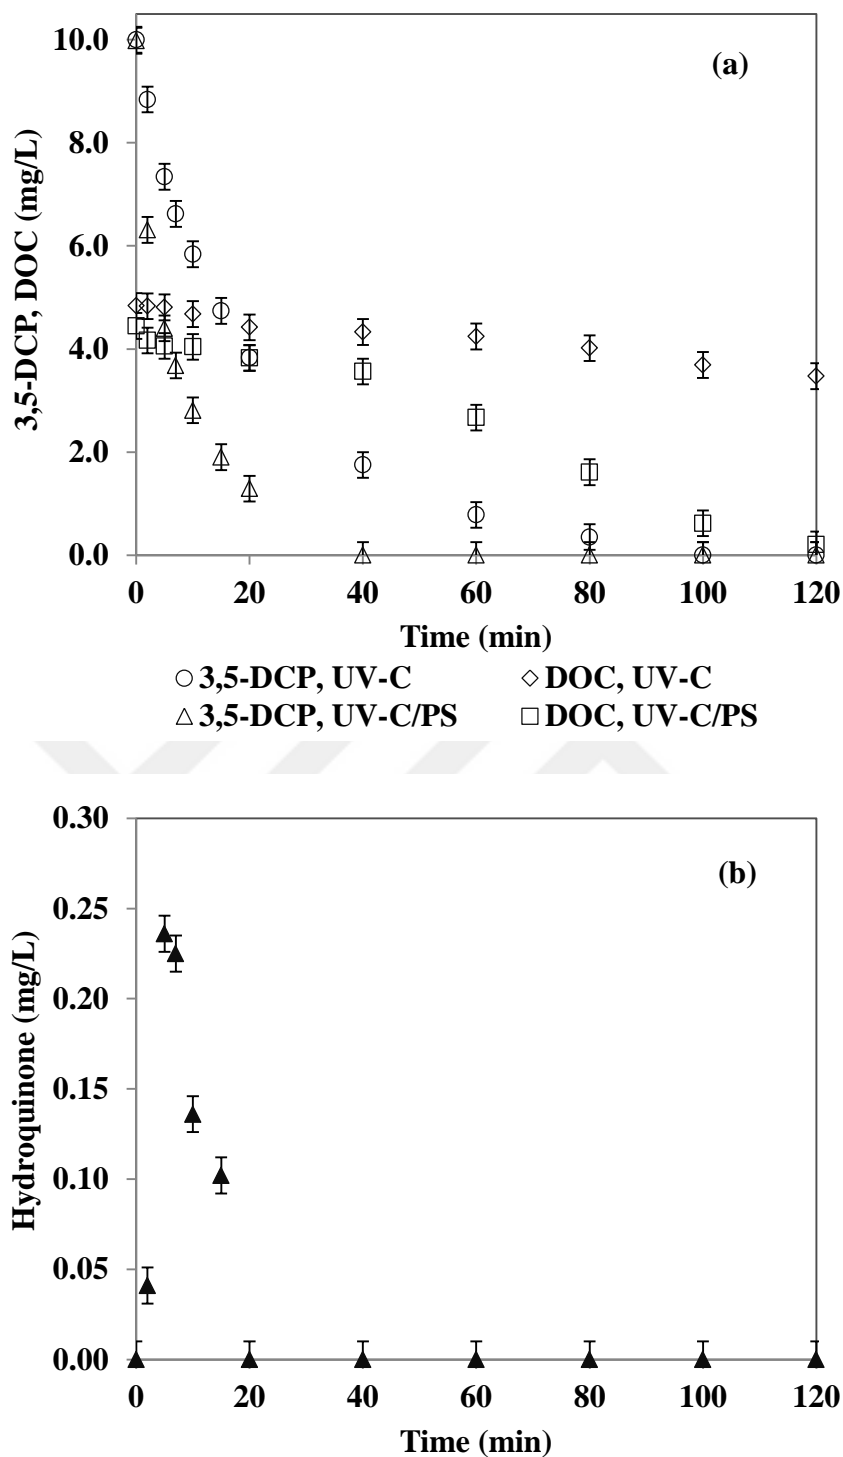 10.0
8.0
6.0
4.0
2.0
0.0
3,5-DCP, DOC (mg/L)
(a)
0 20 40 60 80 100 120
Time (min)
3,5-DCP, UV-C DOC, UV-C
3,5-DCP, UV-C/PS DOC, UV-C/PS
0.30
0.25
0.20
0.15
0.10
0.05
0.00
Hydroquinone (mg/L)
(b)
0 20 40 60 80 100 120
Time (min)